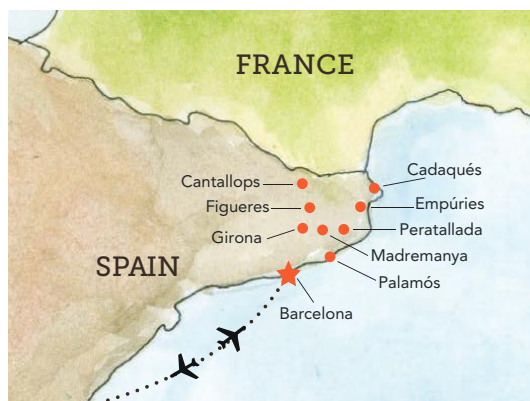 FRANCE
Cantallops
Cadaqués
Figueres
Empúries
Girona
Peratallada
Madremanya
SPAIN
Palamós
Barcelona